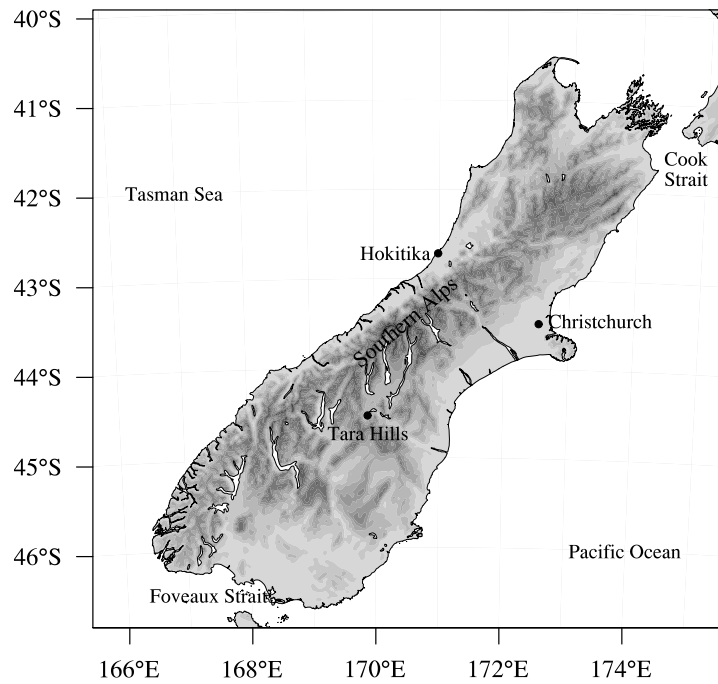 40°S
41°S
Cook
Strait
Tasman Sea
42°S
Hokitika
43°S
Southern Alps
Christchurch
44°S
Tara Hills
45°S
46°S
Pacific Ocean
Foveaux Strait
166°E
168°E
170°E
172°E
174°E